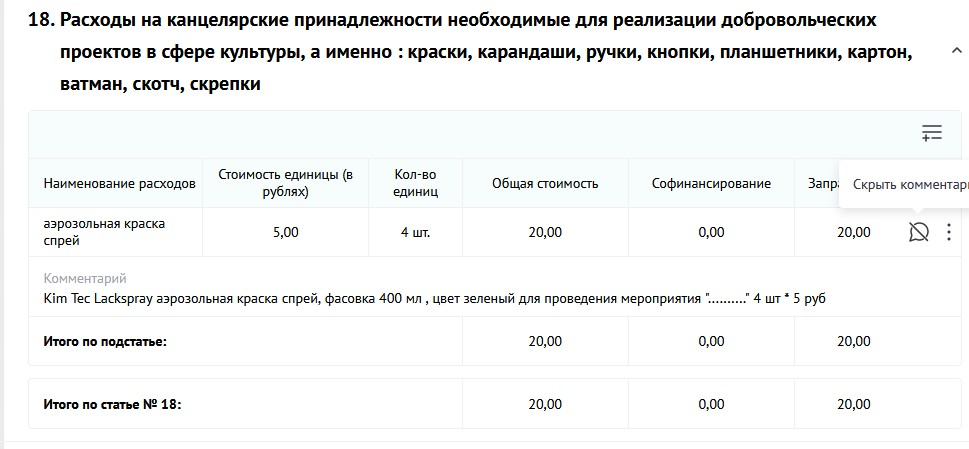 18. Расходы на канцелярские принадлежности необходимые для реализации добровольческих
проектов в сфере культуры, а именно : краски, карандаши, ручки, кнопки, планшетники, картон,
ватман, скотч, скрепки
Наименование расходов
Стоимость единицы (в
рублях)
Кол-во
единиц
Общая стоимость
Софинансирование
Запра
Скрыть комментари
аэрозольная краска
спрей
5,00
4 шт.
20,00
0,00
20,00
Комментарий
Kim Tec Lackspray аэрозольная краска спрей, фасовка 400 мл , цвет зеленый для проведения мероприятия ".........." 4 шт * 5 руб
Итого по подстатье:
20,00
0,00
20,00
Итого по статье № 18:
20,00
0,00
20,00